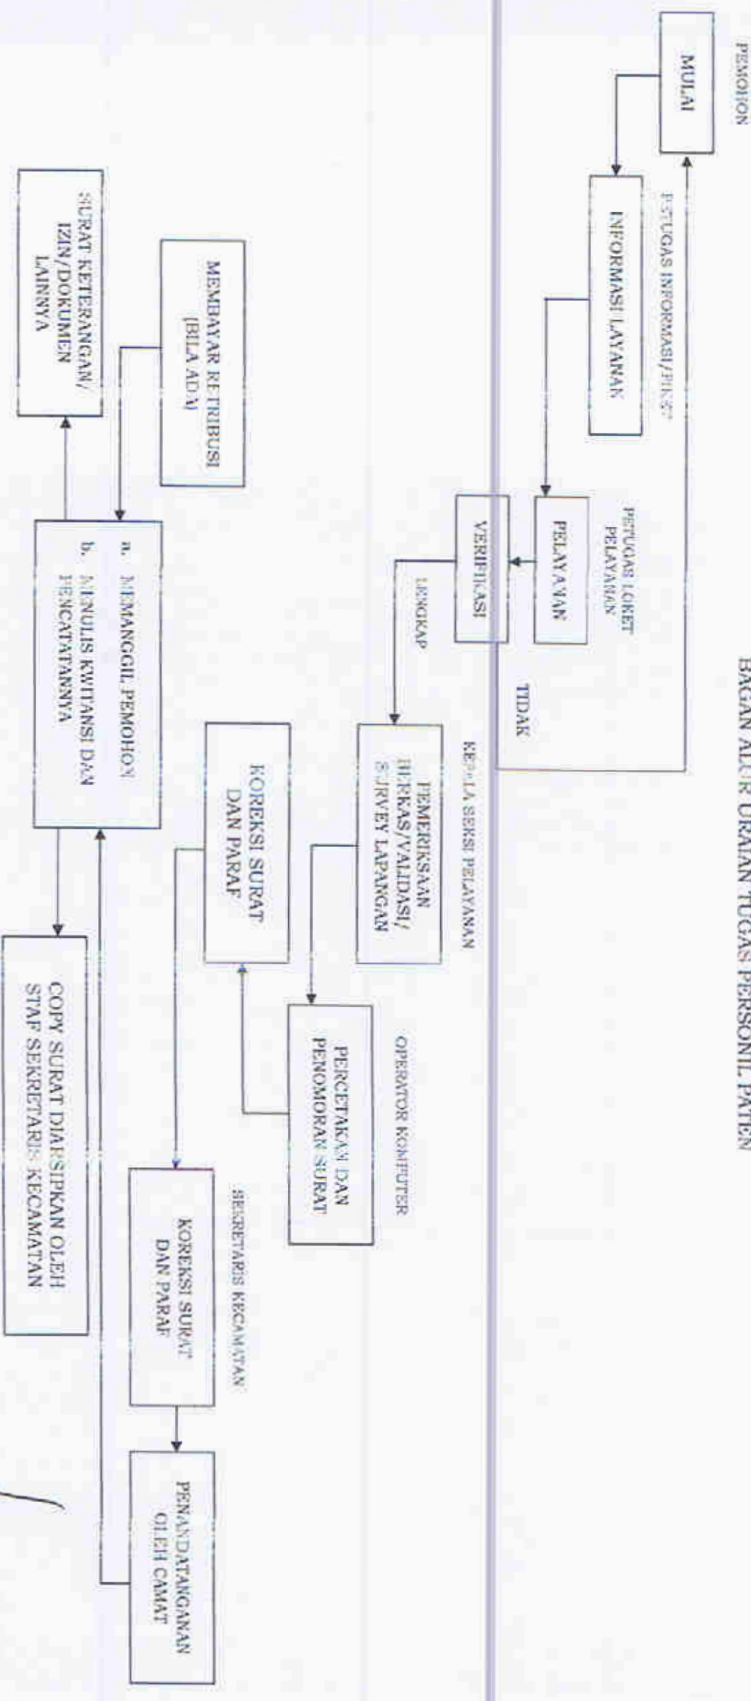 BAGAN ALUR URAIAN TUGAS PERSONIL PATEN
PEMOHON
MULAI
PETUGAS INFORMASI/PIKET
INFORMASI LAYANAN
PETUGAS LOKET
PELAYANAN
PELAYANAN
TIDAK
VERIFIKASI
LENGKAP
KEPALA SEKSI PELAYANAN
PEMERIKSAAN
BERKAS/VALIDASI/
SURVEY LAPANGAN
OPERATOR KOMPUTER
PERCETAKAN DAN
PENOMORAN SURAT
KOREKSI SURAT
DAN PARAF
SEKRETARIS KECAMATAN
KOREKSI SURAT
DAN PARAF
PENANDATANGANAN
OLEH CAMAT
MEMBAYAR RETRIBUSI
(BILA ADA)
a. MEMANGGIL PEMOHON
b. MENULIS KWITANSI DAN
PENCATATANNYA
SURAT KETERANGAN/
IZIN/DOKUMEN
LAINNYA
COPY SURAT DIARSIPKAN OLEH
STAF SEKRETARIS KECAMATAN